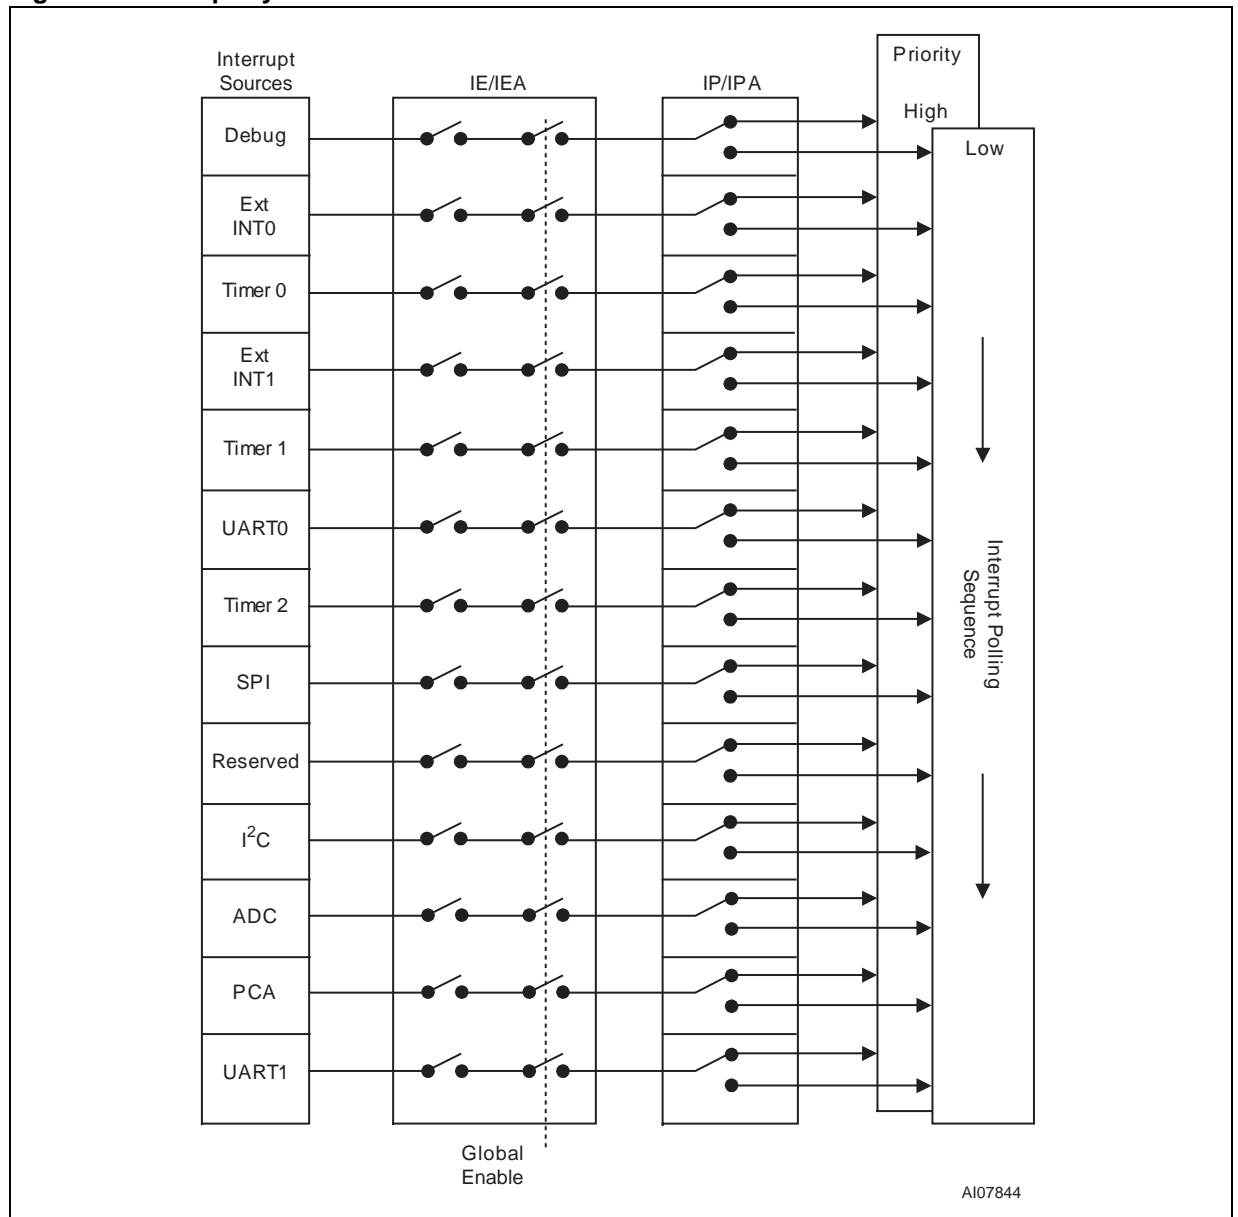 Interrupt
Sources
IE/IEA
IP/IPA
Priority
High
Low
Debug
Ext
INT0
Timer 0
Ext
INT1
Timer 1
UART0
Timer 2
SPI
Reserved
I²C
ADC
PCA
UART1
Interrupt Polling
Sequence
Global
Enable
AI07844